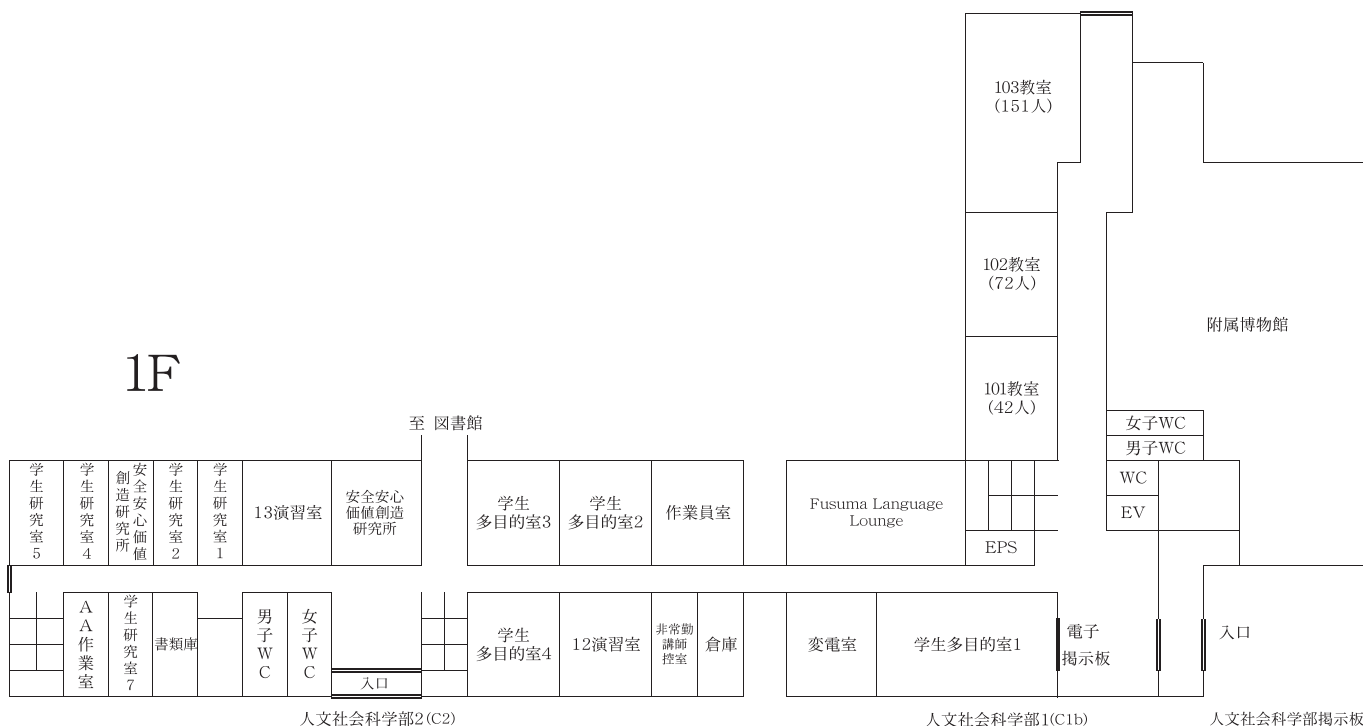 103教室
(151人)
102教室
(72人)
附属博物館
1F
101教室
(42人)
至 図書館
女子WC
男子WC
WC
EV
学生研究室5
学生研究室4
安全安心価値
創造研究所
学生研究室2
学生研究室1
13演習室
安全安心
価値創造
研究所
学生
多目的室3
学生
多目的室2
作業員室
Fusuma Language
Lounge
EPS
AA作業室
学生研究室7
書類庫
男子WC
女子WC
入口
学生
多目的室4
12演習室
非常勤
講師
控室
倉庫
変電室
学生多目的室1
電子
掲示板
入口
人文社会科学部2(C2)
人文社会科学部1(C1b)
人文社会科学部掲示板